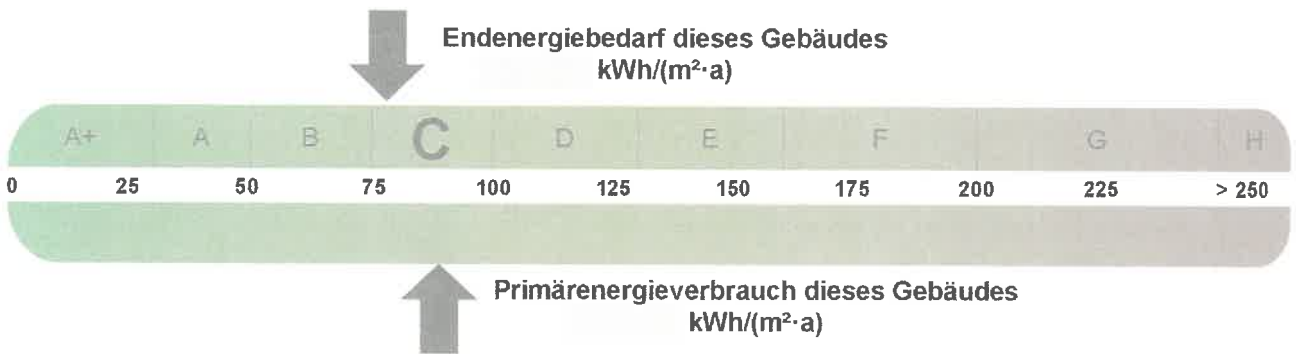 Endenergiebedarf dieses Gebäudes
kWh/(m²·a)
A+ A B C D E F G H
0 25 50 75 100 125 150 175 200 225 > 250
Primärenergieverbrauch dieses Gebäudes
kWh/(m²·a)